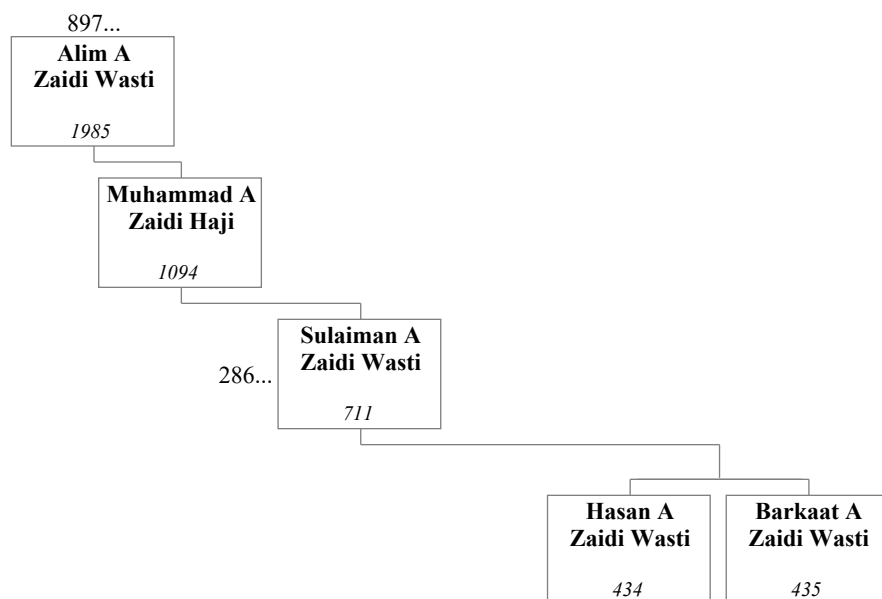 897...
Alim A
Zaidi Wasti
1985
Muhammad A
Zaidi Haji
1094
Sulaiman A
Zaidi Wasti
286...
711
Hasan A
Zaidi Wasti
434
Barkaat A
Zaidi Wasti
435